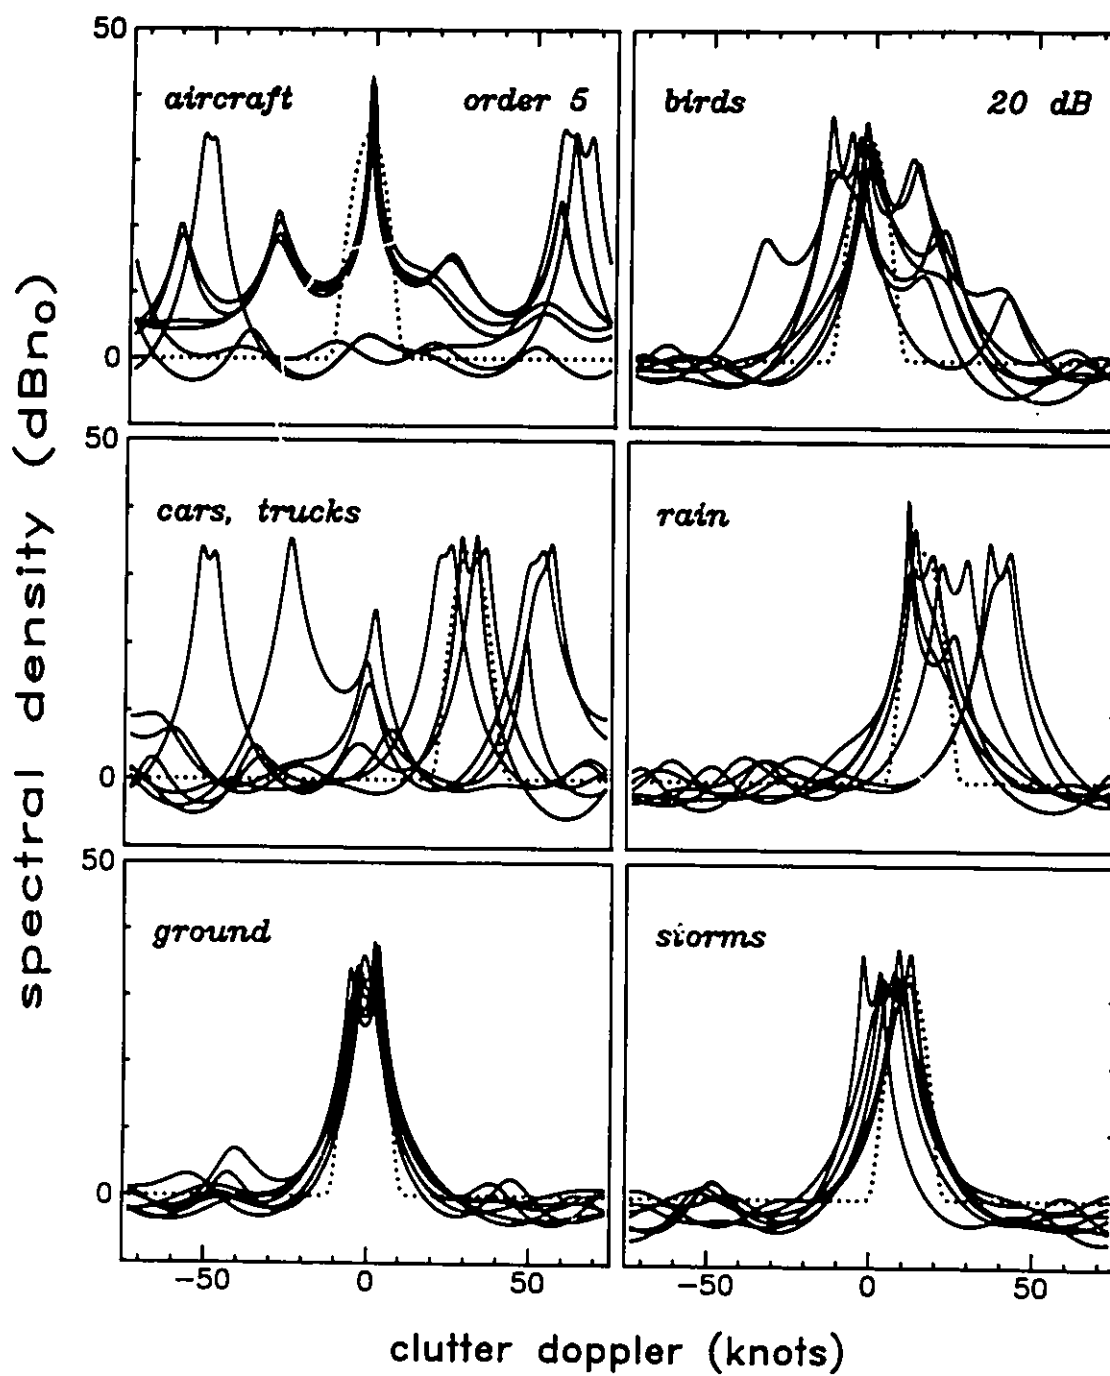 50
aircraft order 5
birds 20 dB
0
50
cars, trucks
rain
0
50
ground
storms
0
-50 0 50
-50 0 50
clutter doppler (knots)
spectral density (dBn₀)